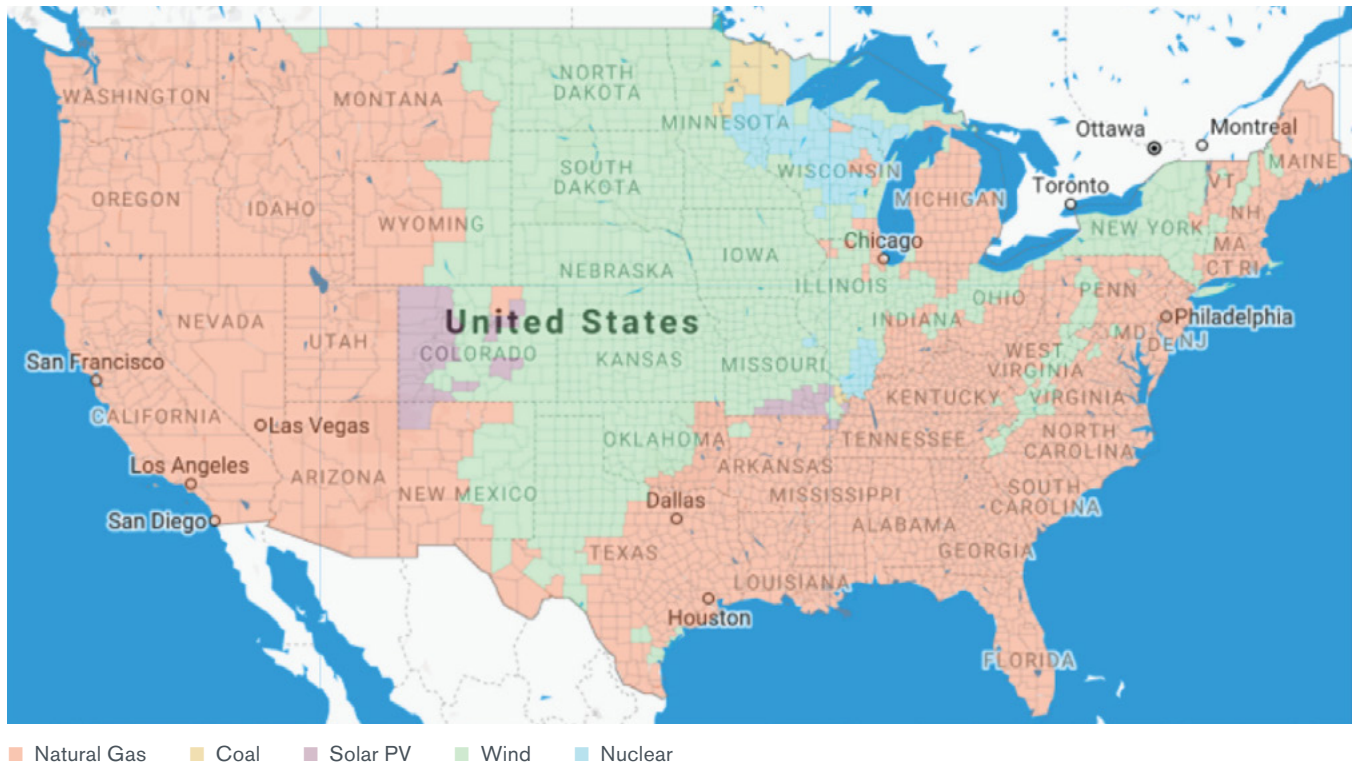 NORTH
DAKOTA
WASHINGTON
MONTANA
MINNESOTA
Ottawa
Montreal
MAINE
SOUTH
DAKOTA
WISCONSIN
OREGON
IDAHO
MICHIGAN
Toronto
VT
NH
WYOMING
NEW YORK
MA
Chicago
IOWA
CT RI
NEBRASKA
ILLINOIS
OHIO
PENN
NEVADA
United States
INDIANA
Philadelphia
UTAH
COLORADO
KANSAS
MISSOURI
WEST
VIRGINIA
MD
DE
NJ
San Francisco
KENTUCKY
VIRGINIA
CALIFORNIA
Las Vegas
OKLAHOMA
TENNESSEE
NORTH
CAROLINA
Los Angeles
ARIZONA
NEW MEXICO
ARKANSAS
MISSISSIPPI
SOUTH
CAROLINA
San Diego
Dallas
ALABAMA
TEXAS
GEORGIA
LOUISIANA
Houston
FLORIDA
Natural Gas
Coal
Solar PV
Wind
Nuclear